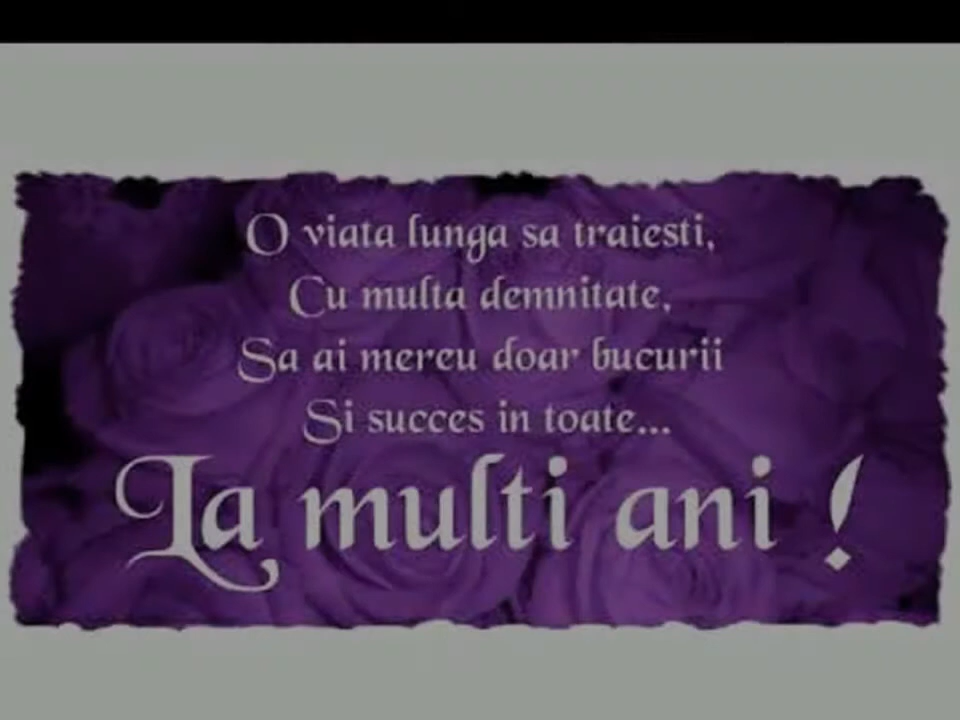 O viata lunga sa traiesti,
Cu multa demnitate,
Sa ai mereu doar bucurii
Si succes in toate...
La multi ani !